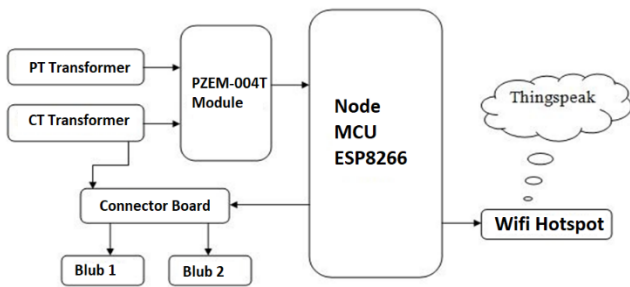 PT Transformer
CT Transformer
PZEM-004T
Module
Node
MCU
ESP8266
Thingspeak
Connector Board
Wifi Hotspot
Blub 1
Blub 2